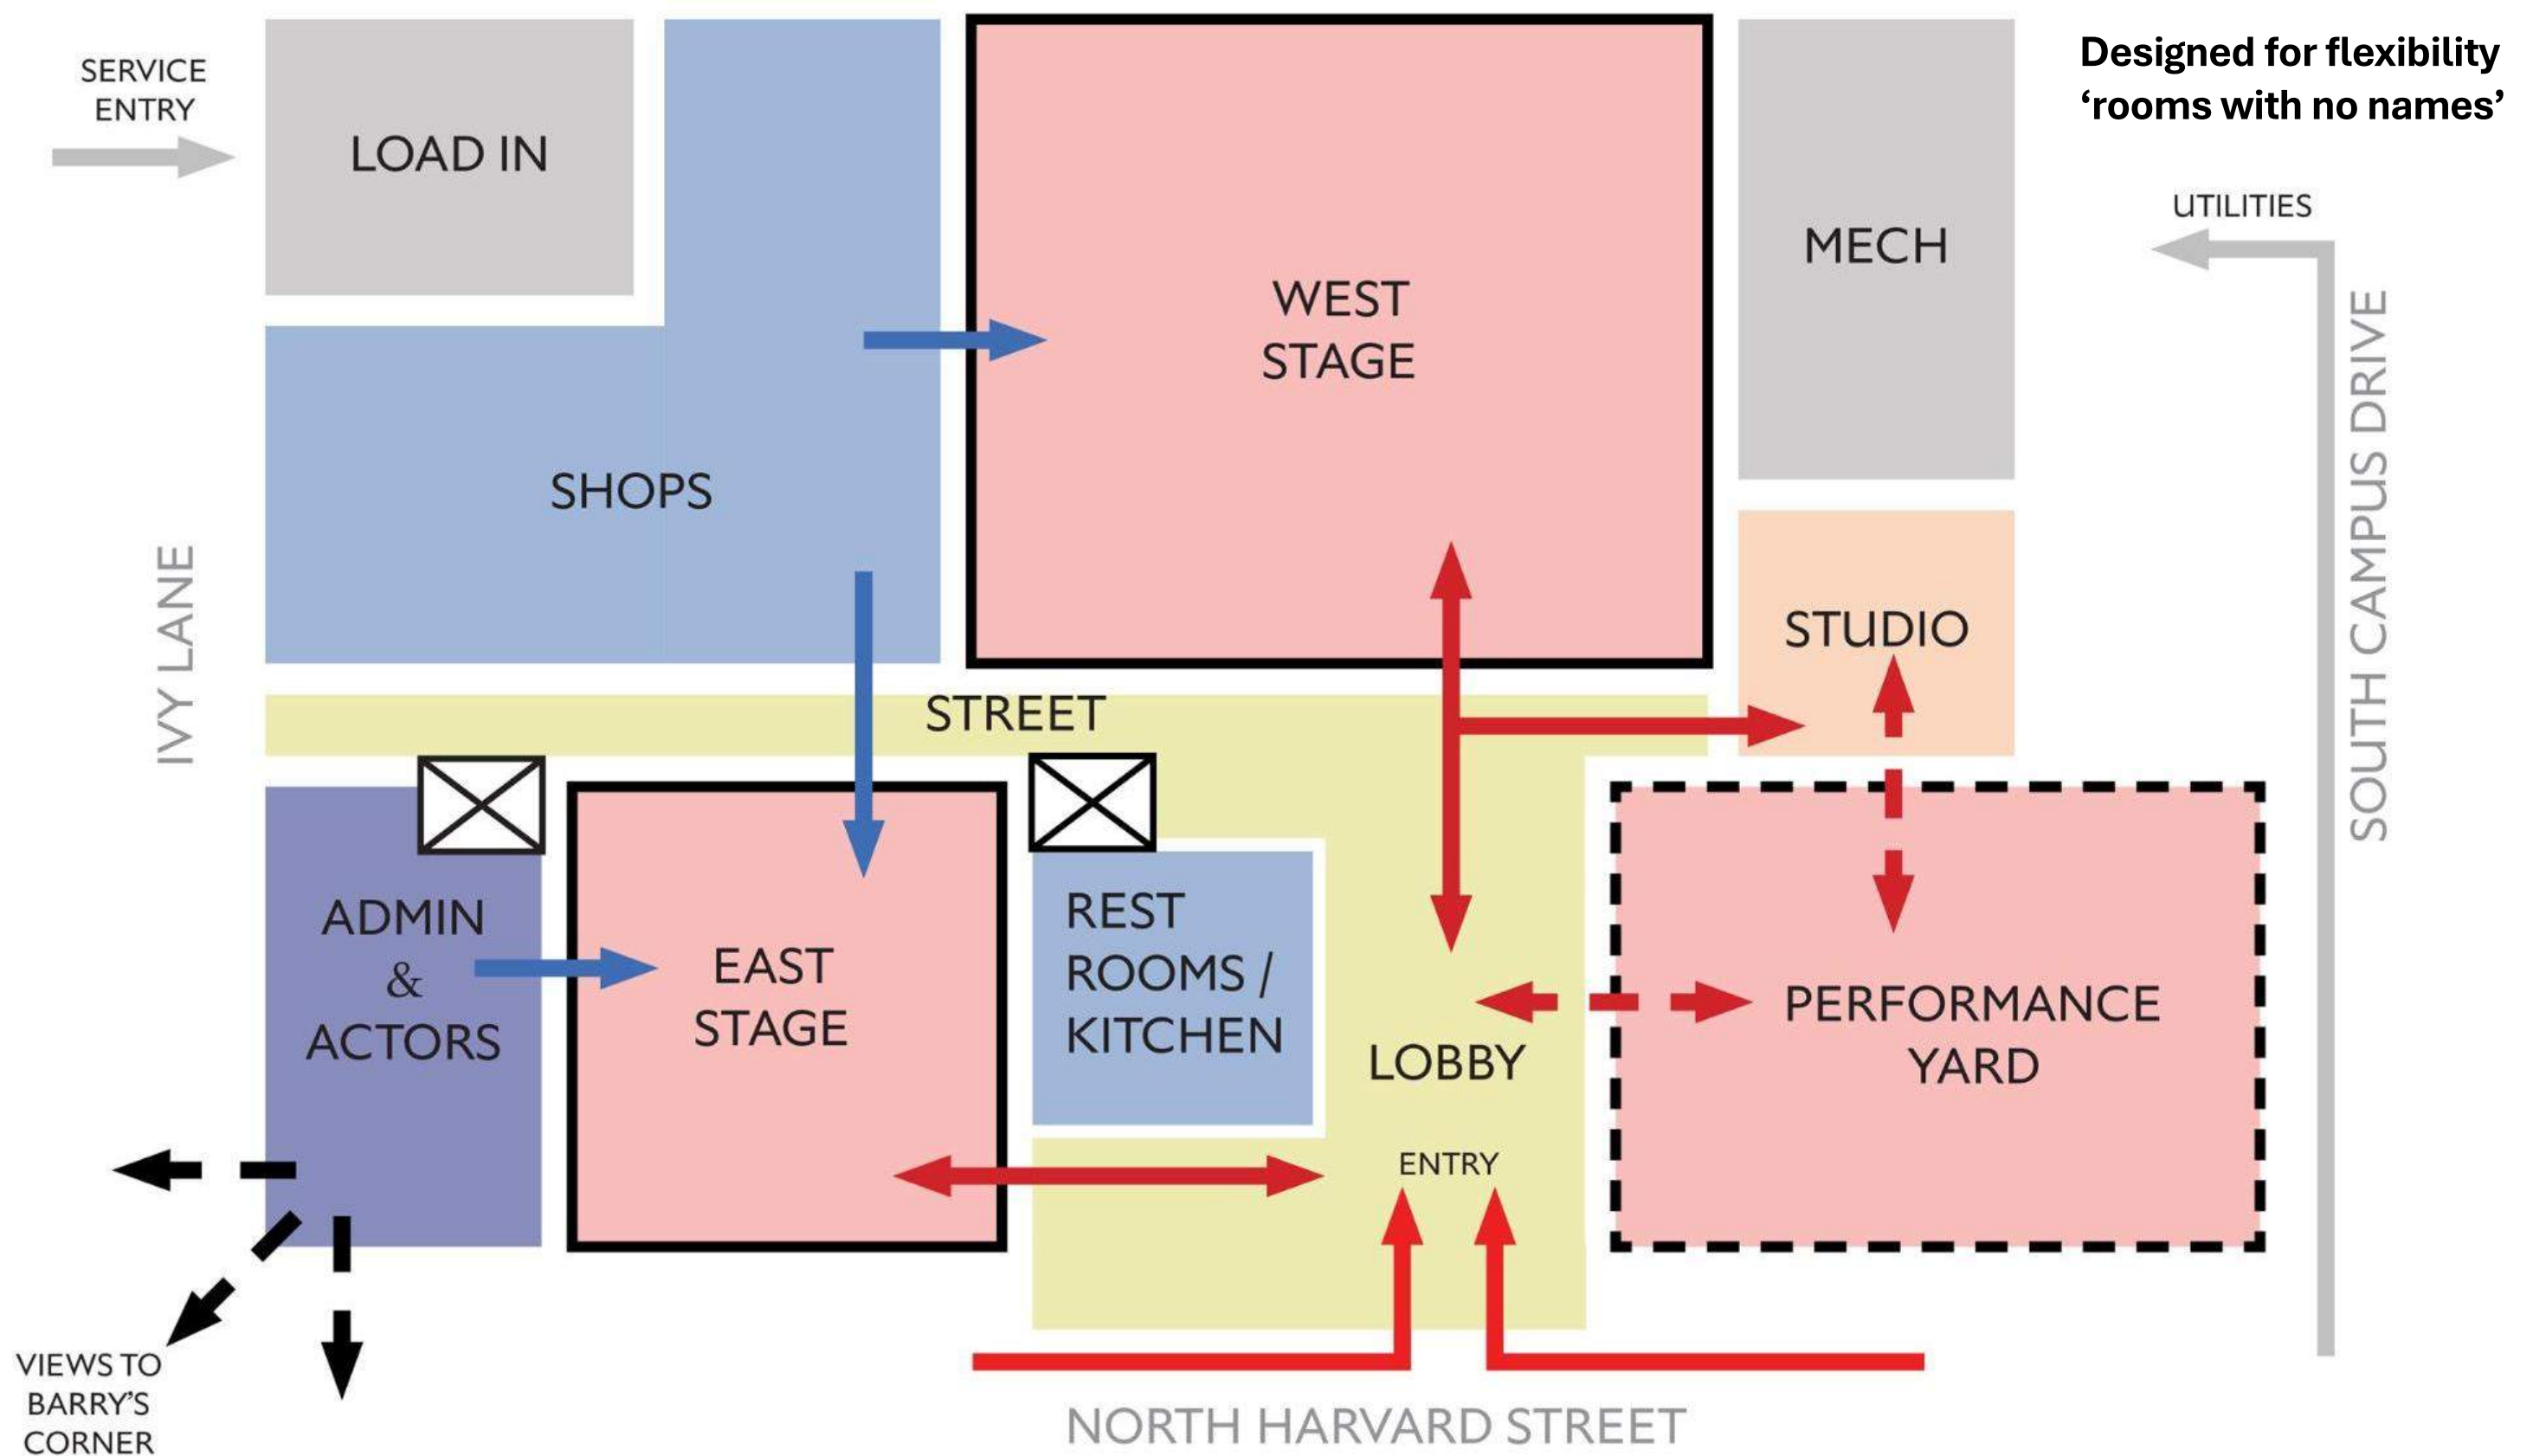 Designed for flexibility
‘rooms with no names’
SERVICE
ENTRY
LOAD IN
WEST
STAGE
MECH
UTILITIES
SHOPS
STUDIO
IVY LANE
SOUTH CAMPUS DRIVE
STREET
ADMIN
&
ACTORS
EAST
STAGE
REST
ROOMS /
KITCHEN
LOBBY
ENTRY
PERFORMANCE
YARD
VIEWS TO
BARRY’S
CORNER
NORTH HARVARD STREET